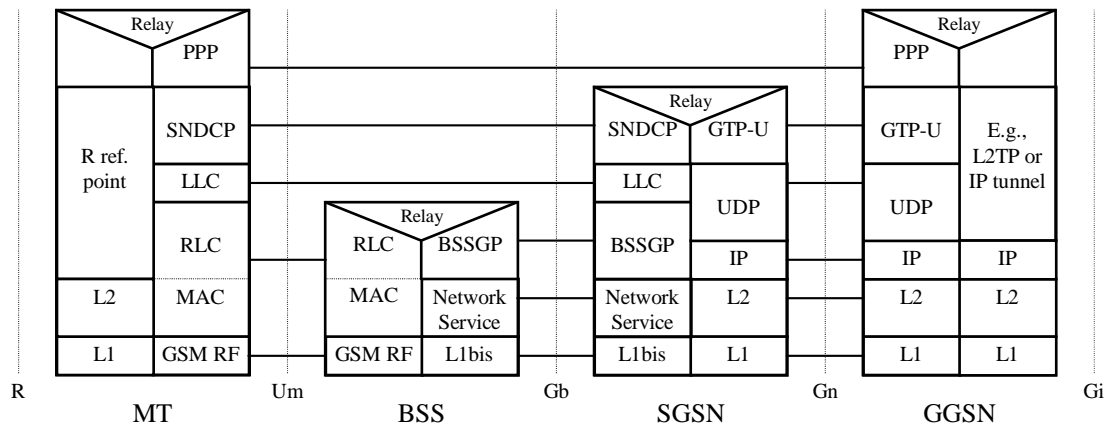 Relay
PPP
Relay
PPP
SNDCP
Relay
SNDCP GTP-U
GTP-U
E.g.,
L2TP or
IP tunnel
R ref.
point
LLC
LLC
UDP
UDP
Relay
RLC
RLC BSSGP
BSSGP
IP
IP IP
L2 MAC
MAC
Network
Service
Network
Service
L2
L2 L2
L1 GSM RF
GSM RF L1bis
L1bis L1
L1 L1
R Um Gb Gn Gi
MT BSS SGSN GGSN